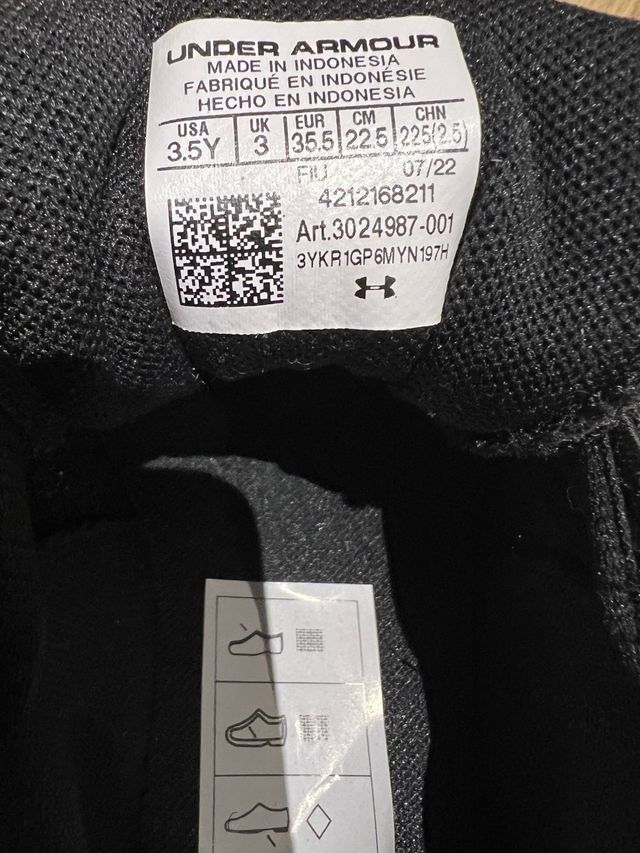 UNDER ARMOUR
MADE IN INDONESIA
FABRIQUÉ EN INDONÉSIE
HECHO EN INDONESIA
USA UK EUR CM CHN
3.5Y 3 35.5 22.5 225(2.5)
FIU 07/22
4212168211
Art.3024987-001
3YKR1GP6MYN197H